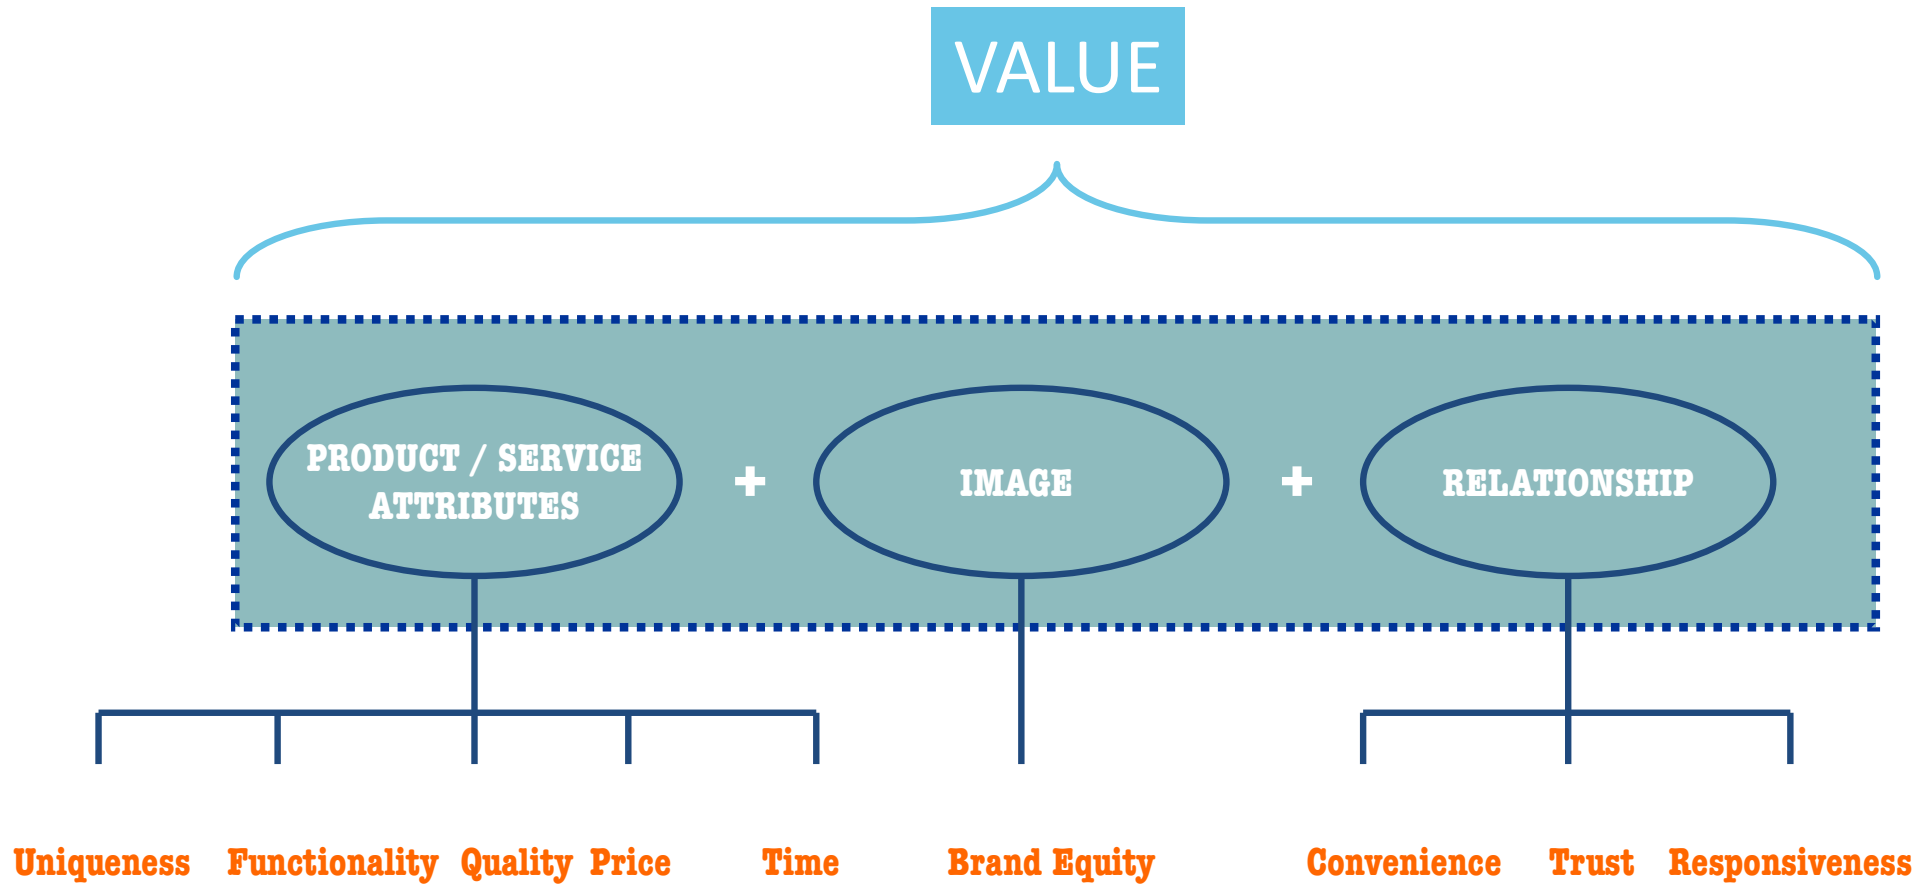 VALUE
PRODUCT / SERVICE
ATTRIBUTES
+
IMAGE
+
RELATIONSHIP
Uniqueness Functionality Quality Price Time Brand Equity Convenience Trust Responsiveness